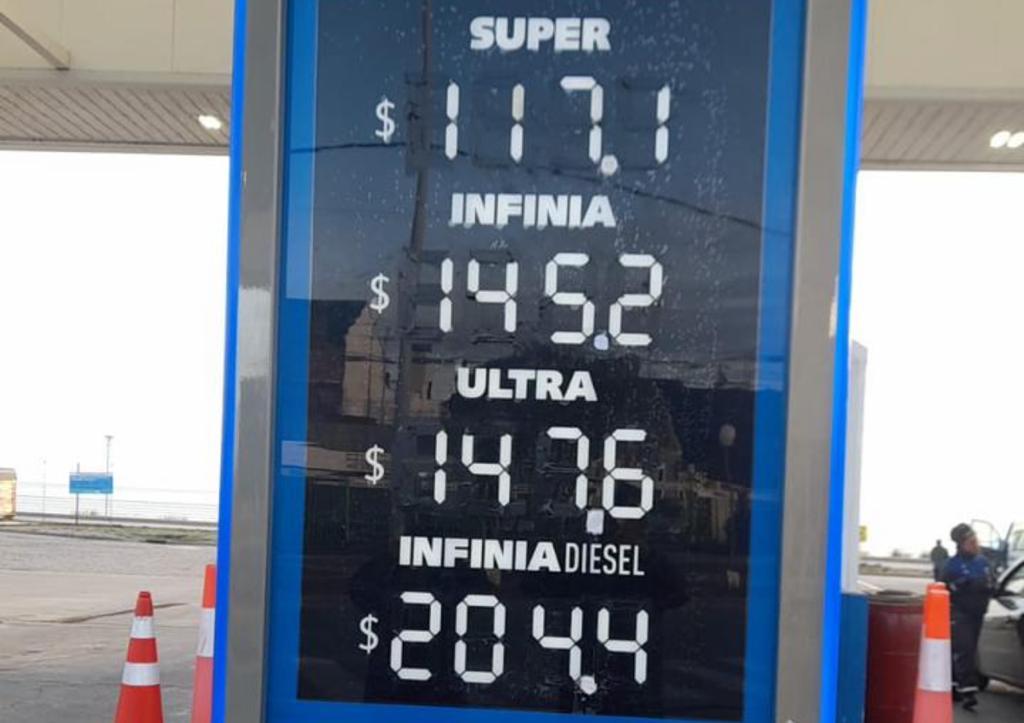 SUPER
$ 117.1
INFINIA
$ 145.2
ULTRA
$ 147.6
INFINIA DIESEL
$ 204.4